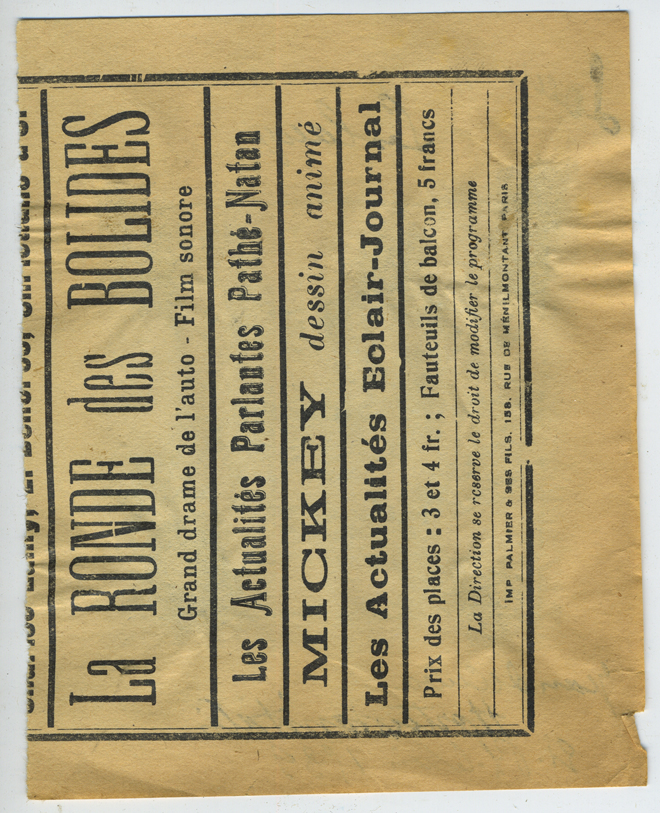 La RONDE des BOLIDES
Grand drame de l'auto - Film sonore
Les Actualités Parlantes Pathé-Natan
MICKEY dessin animé
Les Actualités Eclair-Journal
Prix des places : 3 et 4 fr. ; Fauteuils de balcon, 5 francs
La Direction se reserve le droit de modifier le programme
IMP PALMIER & SES FILS, 158, RUE DE MÉNILMONTANT PARIS